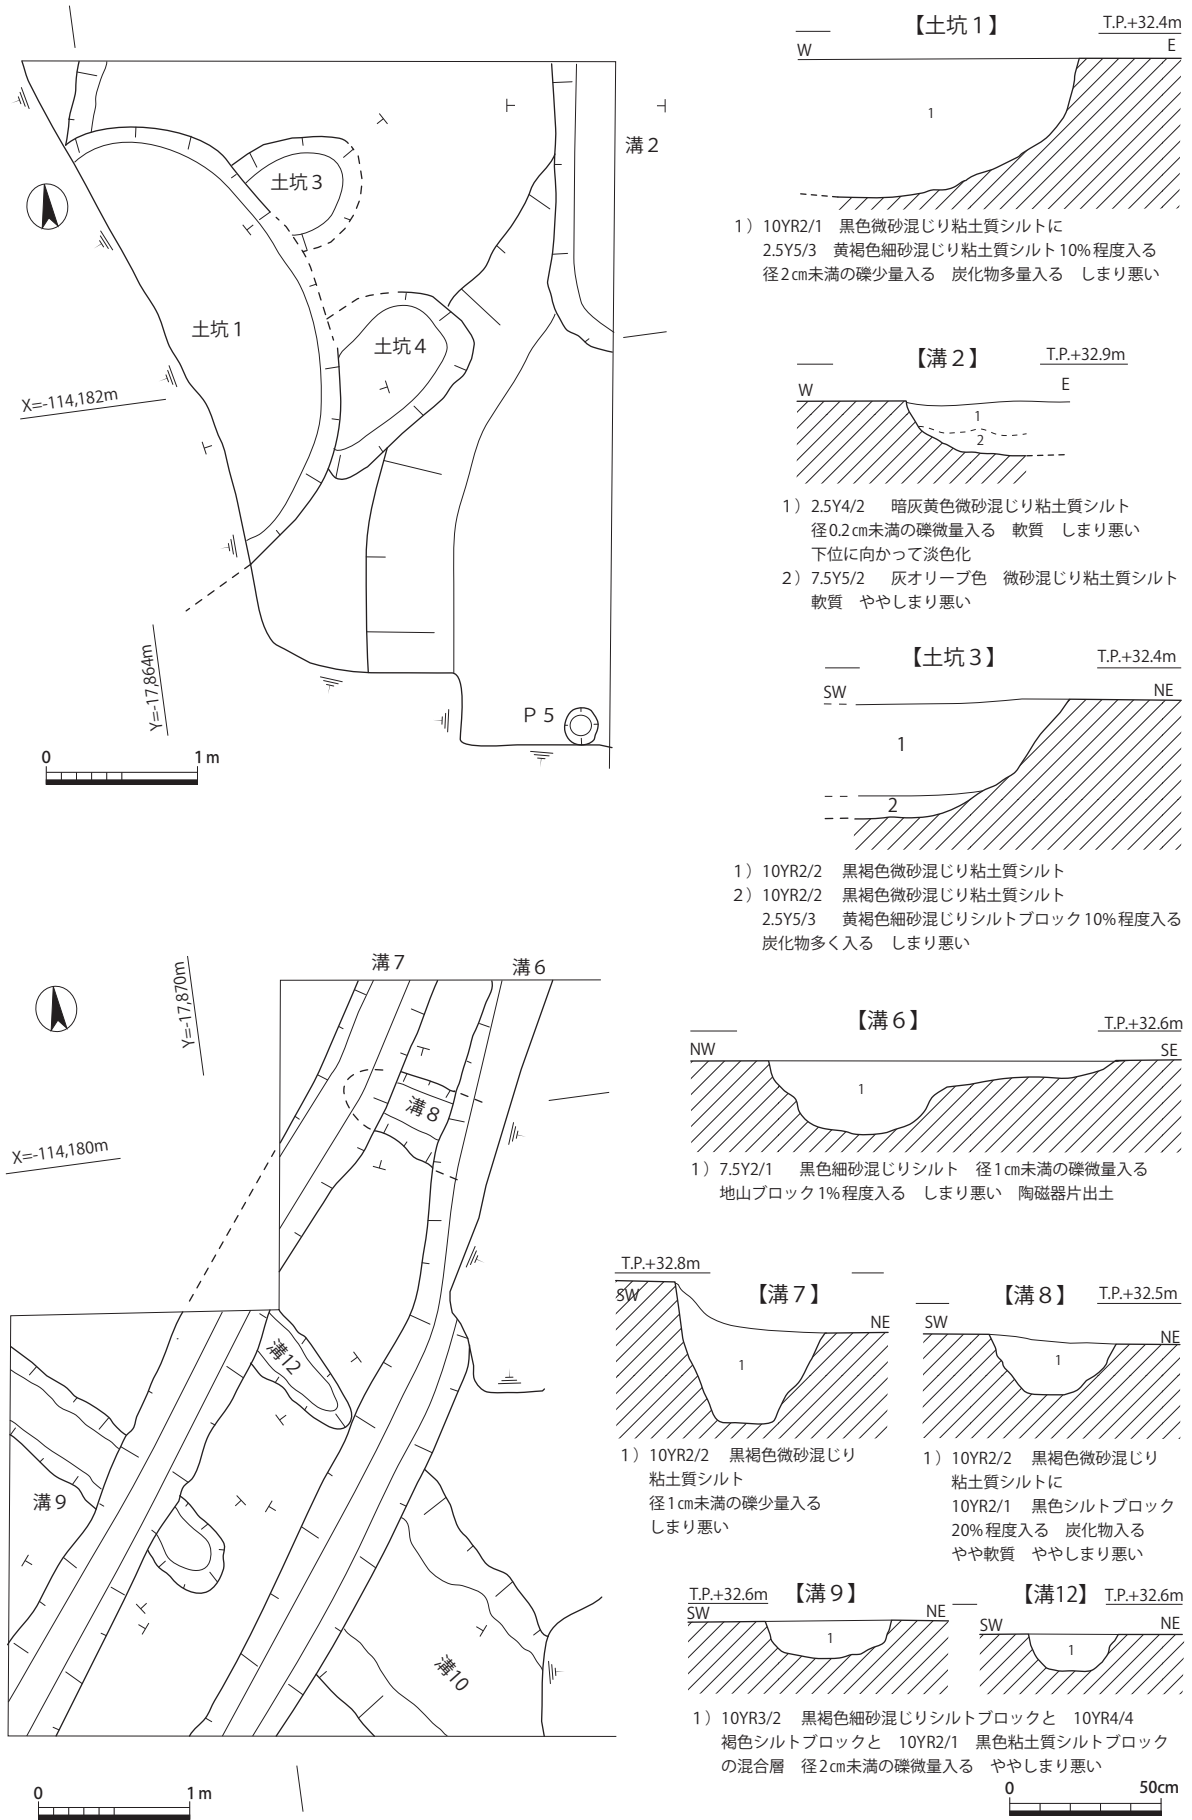 溝2
土坑3
土坑1
土坑4
X=-114,182m
Y=-17,864m
P 5
0 1 m
【土坑1】 T.P.+32.4m
W E
1
1）10YR2/1 黒色微砂混じり粘土質シルトに
2.5Y5/3 黄褐色細砂混じり粘土質シルト10%程度入る
径2㎝未満の礫少量入る 炭化物多量入る しまり悪い
【溝2】 T.P.+32.9m
W E
1
2
1）2.5Y4/2 暗灰黄色微砂混じり粘土質シルト
径0.2㎝未満の礫微量入る 軟質 しまり悪い
下位に向かって淡色化
2）7.5Y5/2 灰オリーブ色 微砂混じり粘土質シルト
軟質 ややしまり悪い
【土坑3】 T.P.+32.4m
SW NE
1
2
1）10YR2/2 黒褐色微砂混じり粘土質シルト
2）10YR2/2 黒褐色微砂混じり粘土質シルト
2.5Y5/3 黄褐色細砂混じりシルトブロック10%程度入る
炭化物多く入る しまり悪い
溝7 溝6
Y=-17,870m
溝8
X=-114,180m
溝12
溝9
溝10
0 1 m
【溝6】 T.P.+32.6m
NW SE
1
1）7.5Y2/1 黒色細砂混じりシルト 径1㎝未満の礫微量入る
地山ブロック1%程度入る しまり悪い 陶磁器片出土
T.P.+32.8m
【溝7】
SW NE
1
1）10YR2/2 黒褐色微砂混じり
粘土質シルト
径1㎝未満の礫少量入る
しまり悪い
【溝8】 T.P.+32.5m
SW NE
1
1）10YR2/2 黒褐色微砂混じり
粘土質シルトに
10YR2/1 黒色シルトブロック
20%程度入る 炭化物入る
やや軟質 ややしまり悪い
T.P.+32.6m 【溝9】
SW NE
1
【溝12】 T.P.+32.6m
SW NE
1
1）10YR3/2 黒褐色細砂混じりシルトブロックと 10YR4/4
褐色シルトブロックと 10YR2/1 黒色粘土質シルトブロック
の混合層 径2㎝未満の礫微量入る ややしまり悪い
0 50cm